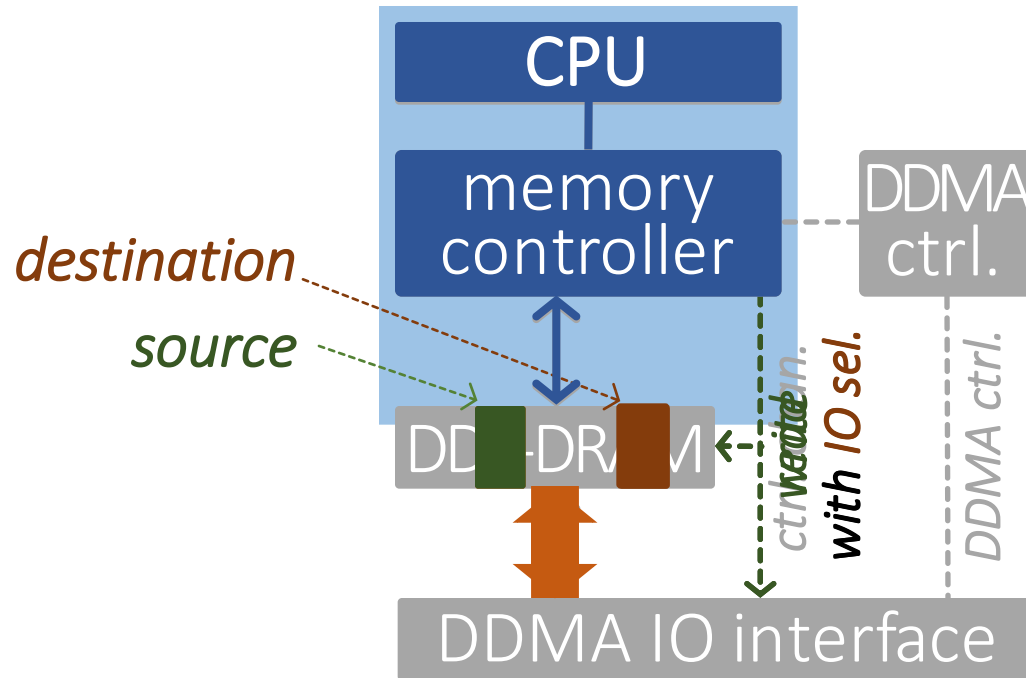 CPU
memory
controller
DDMA
ctrl.
destination
source
with IO sel.
DDMA ctrl.
DDMA IO interface